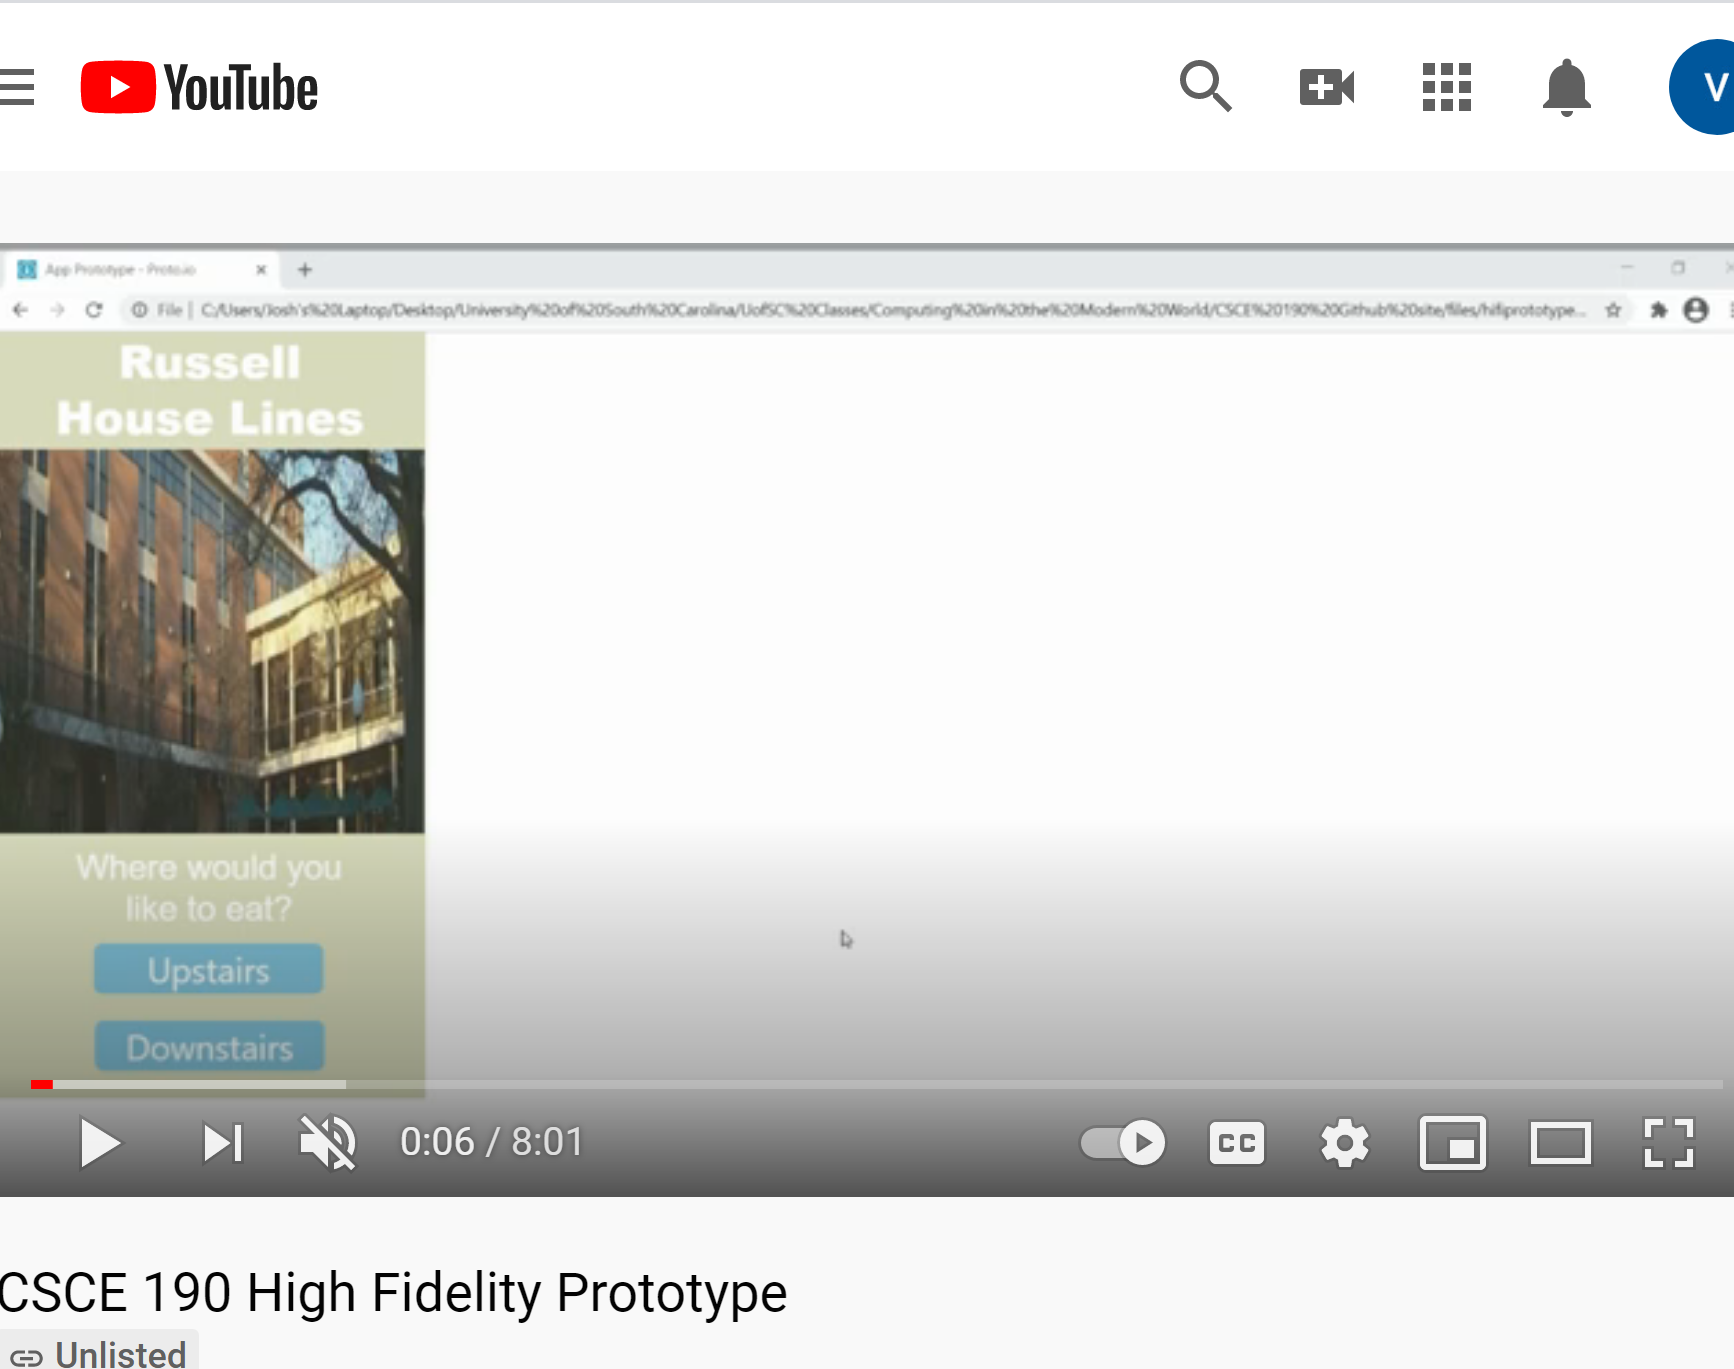 YouTube
V
App Prototype - Proto.io
File | C:/Users/Josh's%20Laptop/Desktop/University%20of%20South%20Carolina/UofSC%20Classes/Computing%20in%20the%20Modern%20World/CSCE%20190%20Github%20site/files/hifiprototype...
Russell
House Lines
Where would you
like to eat?
Upstairs
Downstairs
0:06 / 8:01
CC
CSCE 190 High Fidelity Prototype
Unlisted